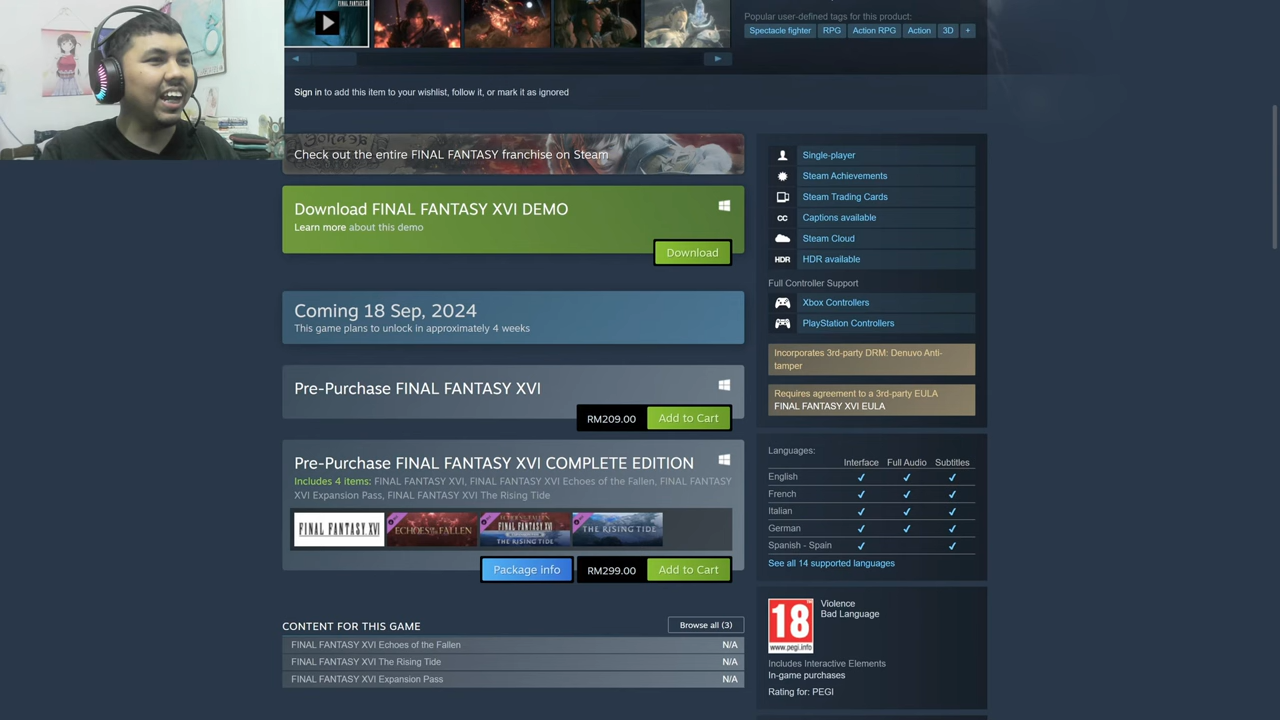 Popular user-defined tags for this product:
Spectacle fighter RPG Action RPG Action 3D +
Sign in to add this item to your wishlist, follow it, or mark it as ignored
Check out the entire FINAL FANTASY franchise on Steam
Download FINAL FANTASY XVI DEMO
Learn more about this demo
Download
Coming 18 Sep, 2024
This game plans to unlock in approximately 4 weeks
Pre-Purchase FINAL FANTASY XVI
RM209.00 Add to Cart
Pre-Purchase FINAL FANTASY XVI COMPLETE EDITION
Includes 4 items: FINAL FANTASY XVI, FINAL FANTASY XVI Echoes of the Fallen, FINAL FANTASY
XVI Expansion Pass, FINAL FANTASY XVI The Rising Tide
FINAL FANTASY XVI
ECHOES OF THE FALLEN
FINAL FANTASY XVI
THE RISING TIDE
THE RISING TIDE
Package info RM299.00 Add to Cart
CONTENT FOR THIS GAME Browse all (3)
FINAL FANTASY XVI Echoes of the Fallen N/A
FINAL FANTASY XVI The Rising Tide N/A
FINAL FANTASY XVI Expansion Pass N/A
Single-player
Steam Achievements
Steam Trading Cards
CC Captions available
Steam Cloud
HDR HDR available
Full Controller Support
Xbox Controllers
PlayStation Controllers
Incorporates 3rd-party DRM: Denuvo Anti-
tamper
Requires agreement to a 3rd-party EULA
FINAL FANTASY XVI EULA
Languages:
Interface Full Audio Subtitles
English ✔ ✔ ✔
French ✔ ✔ ✔
Italian ✔ ✔ ✔
German ✔ ✔ ✔
Spanish - Spain ✔ ✔
See all 14 supported languages
18
www.pegi.info
Violence
Bad Language
Includes Interactive Elements
In-game purchases
Rating for: PEGI